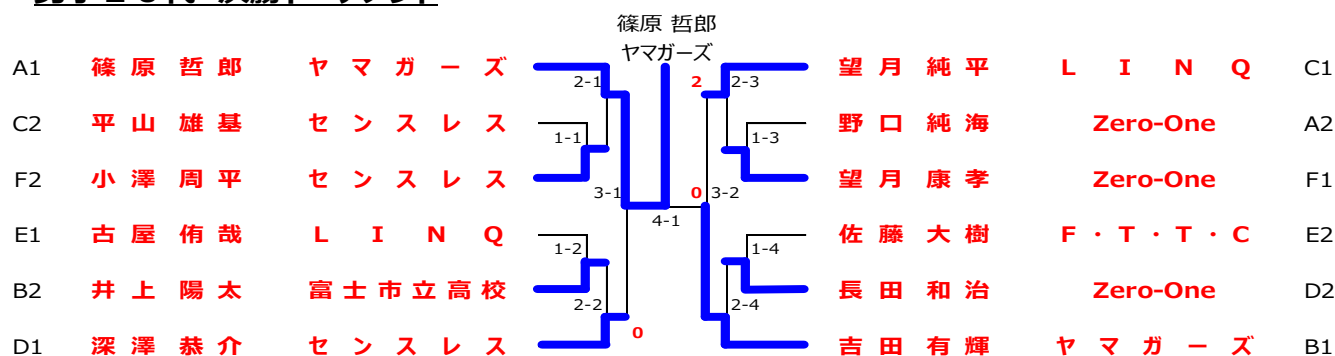 篠原 哲郎
ヤマガーズ
A1 篠原哲郎 ヤマガーズ 2-1 2 2-3 望月純平 LINQ C1
C2 平山雄基 センスレス 1-1 1-3 野口純海 Zero-One A2
F2 小澤周平 センスレス 3-1 0 3-2 望月康孝 Zero-One F1
4-1
E1 古屋侑哉 LINQ 1-2 1-4 佐藤大樹 F・T・T・C E2
B2 井上陽太 富士市立高校 2-2 2-4 長田和治 Zero-One D2
D1 深澤恭介 センスレス 0 吉田有輝 ヤマガーズ B1